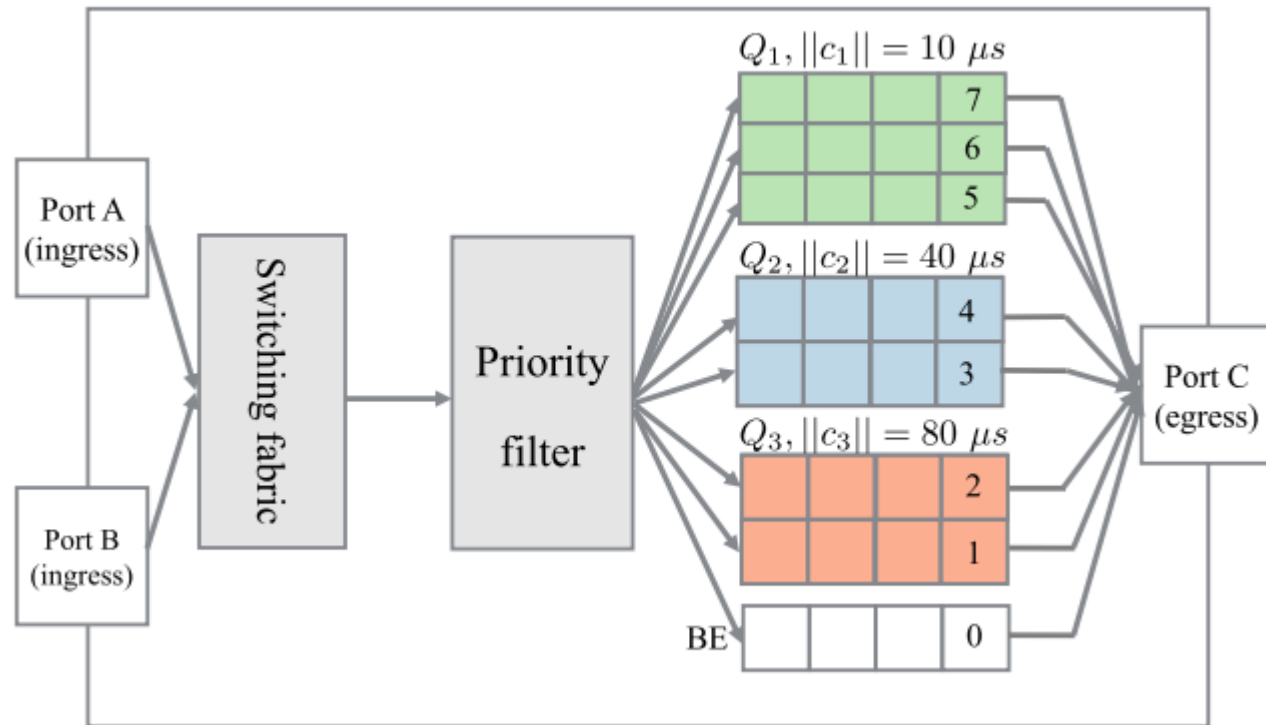 Port A
(ingress)
Port B
(ingress)
Switching fabric
Priority
filter
Q₁, ||c₁|| = 10 μs
7
6
5
Q₂, ||c₂|| = 40 μs
4
3
Q₃, ||c₃|| = 80 μs
2
1
BE
0
Port C
(egress)